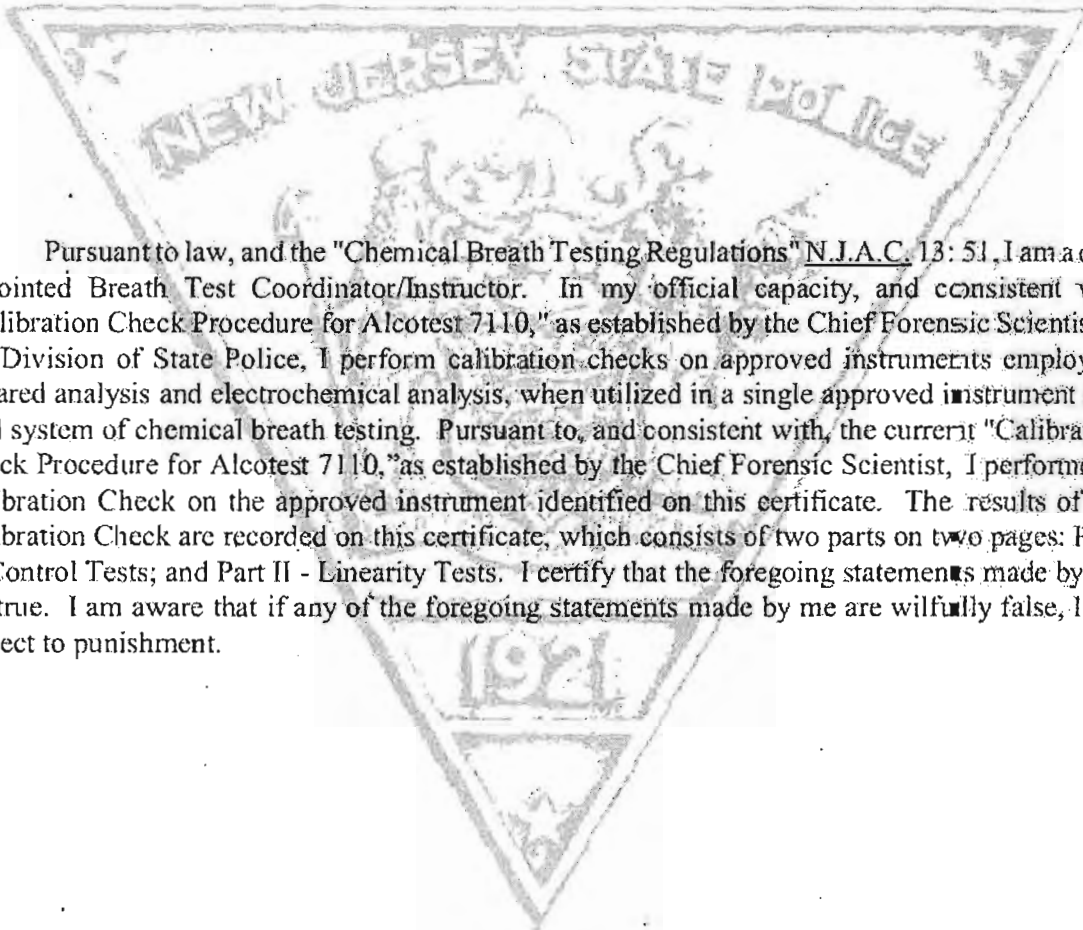 NEW JERSEY STATE POLICE
Pursuant to law, and the "Chemical Breath Testing Regulations" N.J.A.C. 13: 51, I am a d
ointed Breath Test Coordinator/Instructor. In my official capacity, and consistent w
libration Check Procedure for Alcotest 7110," as established by the Chief Forensic Scientis
Division of State Police, I perform calibration checks on approved instruments employ
ared analysis and electrochemical analysis, when utilized in a single approved instrument
l system of chemical breath testing. Pursuant to, and consistent with, the current "Calibra
ck Procedure for Alcotest 7110," as established by the Chief Forensic Scientist, I perform
bration Check on the approved instrument identified on this certificate. The results of
bration Check are recorded on this certificate, which consists of two parts on two pages: P
Control Tests; and Part II - Linearity Tests. I certify that the foregoing statements made by
true. I am aware that if any of the foregoing statements made by me are wilfully false, I
ect to punishment.
1921